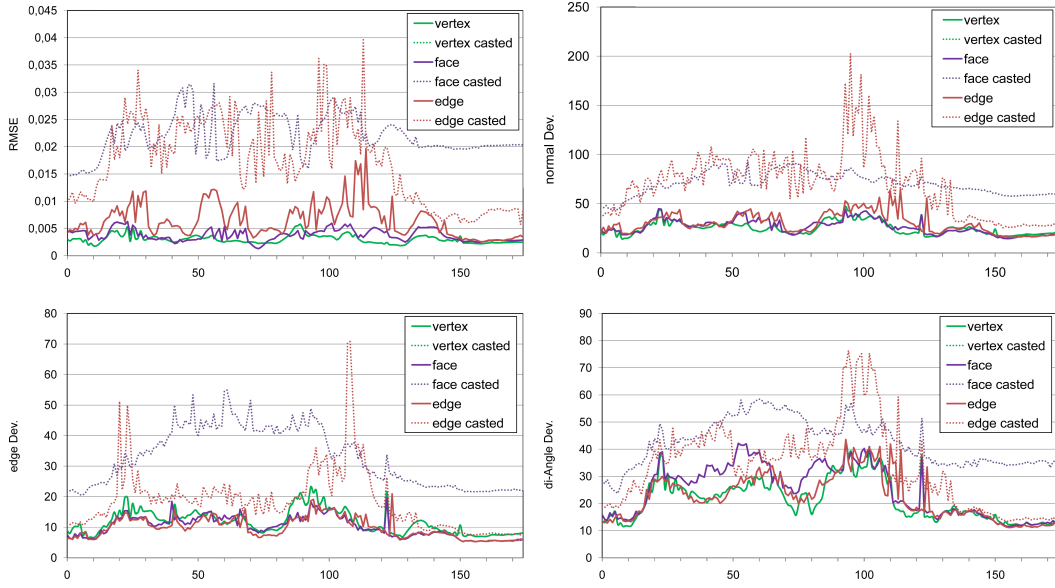 0,045
0,04
0,035
0,03
0,025
0,02
0,015
0,01
0,005
0
RMSE
0 50 100 150
vertex
vertex casted
face
face casted
edge
edge casted
250
200
150
100
50
0
normal Dev.
0 50 100 150
vertex
vertex casted
face
face casted
edge
edge casted
80
70
60
50
40
30
20
10
0
edge Dev.
0 50 100 150
vertex
vertex casted
face
face casted
edge
edge casted
90
80
70
60
50
40
30
20
10
0
di-Angle Dev.
0 50 100 150
vertex
vertex casted
face
face casted
edge
edge casted